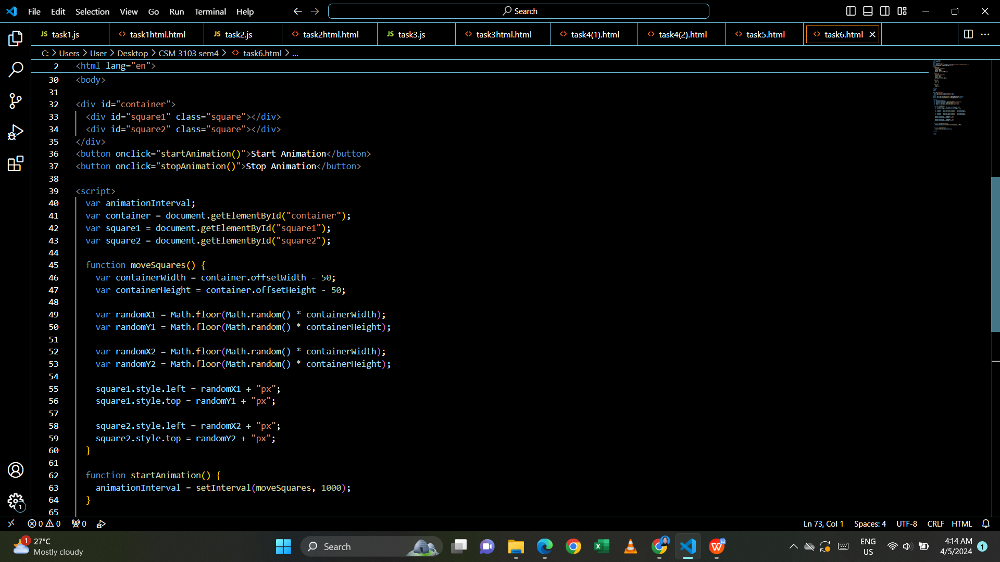 File Edit Selection View Go Run Terminal Help Search
JS task1.js <> task1html.html JS task2.js <> task2html.html JS task3.js <> task3html.html <> task4(1).html <> task4(2).html <> task5.html <> task6.html
C: > Users > User > Desktop > CSM 3103 sem4 > <> task6.html > ...
2 <html lang="en">
30 <body>
31
32 <div id="container">
33   <div id="square1" class="square"></div>
34   <div id="square2" class="square"></div>
35 </div>
36 <button onclick="startAnimation()">Start Animation</button>
37 <button onclick="stopAnimation()">Stop Animation</button>
38
39 <script>
40   var animationInterval;
41   var container = document.getElementById("container");
42   var square1 = document.getElementById("square1");
43   var square2 = document.getElementById("square2");
44
45   function moveSquares() {
46     var containerWidth = container.offsetWidth - 50;
47     var containerHeight = container.offsetHeight - 50;
48
49     var randomX1 = Math.floor(Math.random() * containerWidth);
50     var randomY1 = Math.floor(Math.random() * containerHeight);
51
52     var randomX2 = Math.floor(Math.random() * containerWidth);
53     var randomY2 = Math.floor(Math.random() * containerHeight);
54
55     square1.style.left = randomX1 + "px";
56     square1.style.top = randomY1 + "px";
57
58     square2.style.left = randomX2 + "px";
59     square2.style.top = randomY2 + "px";
60   }
61
62   function startAnimation() {
63     animationInterval = setInterval(moveSquares, 1000);
64   }
65
1
0 0 0 Ln 73, Col 1 Spaces: 4 UTF-8 CRLF HTML
1 27°C
Mostly cloudy
Search
ENG
US
4:14 AM
4/5/2024
1